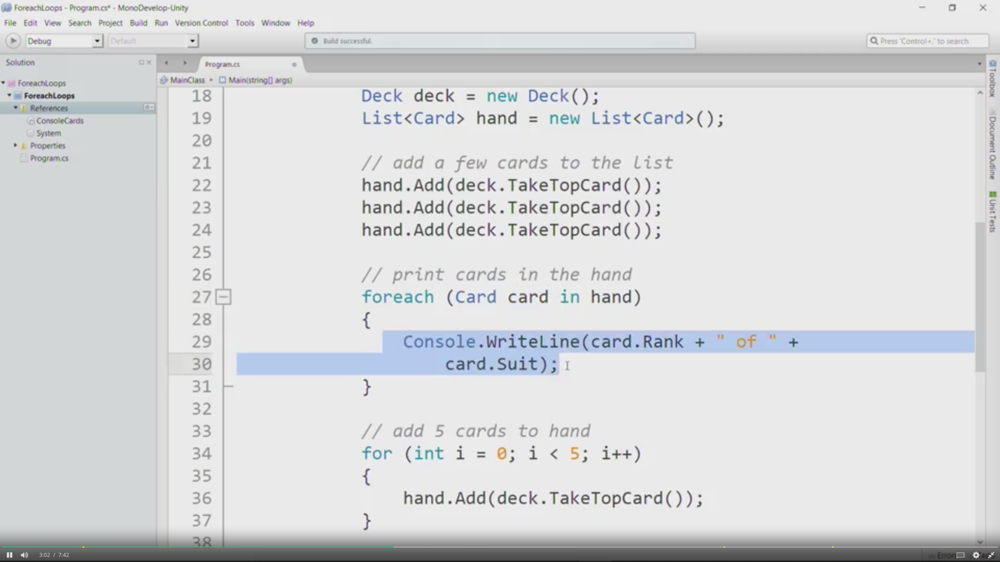 ForeachLoops - Program.cs* - MonoDevelop-Unity
File Edit View Search Project Build Run Version Control Tools Window Help
Debug Default Build successful. Press 'Control+,' to search
Solution
Program.cs
MainClass Main(string[] args)
ForeachLoops
ForeachLoops
References
ConsoleCards
System
Properties
Program.cs
18 Deck deck = new Deck();
19 List<Card> hand = new List<Card>();
20
21 // add a few cards to the list
22 hand.Add(deck.TakeTopCard());
23 hand.Add(deck.TakeTopCard());
24 hand.Add(deck.TakeTopCard());
25
26 // print cards in the hand
27 foreach (Card card in hand)
28 {
29 Console.WriteLine(card.Rank + " of " +
30 card.Suit);
31 }
32
33 // add 5 cards to hand
34 for (int i = 0; i < 5; i++)
35 {
36 hand.Add(deck.TakeTopCard());
37 }
38
Toolbox
Document Outline
Unit Tests
3:02 / 7:42